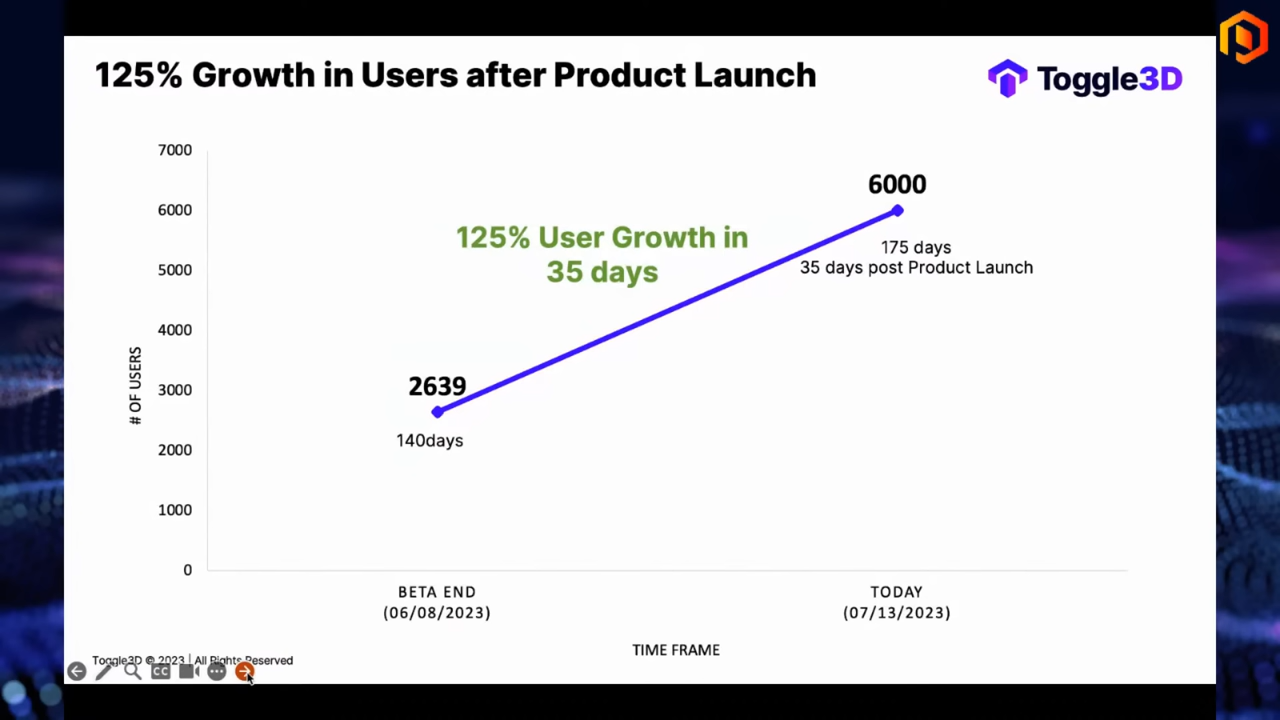 125% Growth in Users after Product Launch
Toggle3D
7000
6000
5000
4000
3000
2000
1000
0
# OF USERS
125% User Growth in
35 days
6000
175 days
35 days post Product Launch
2639
140days
BETA END
(06/08/2023)
TODAY
(07/13/2023)
TIME FRAME
Toggle3D © 2023 | All Rights Reserved
CC